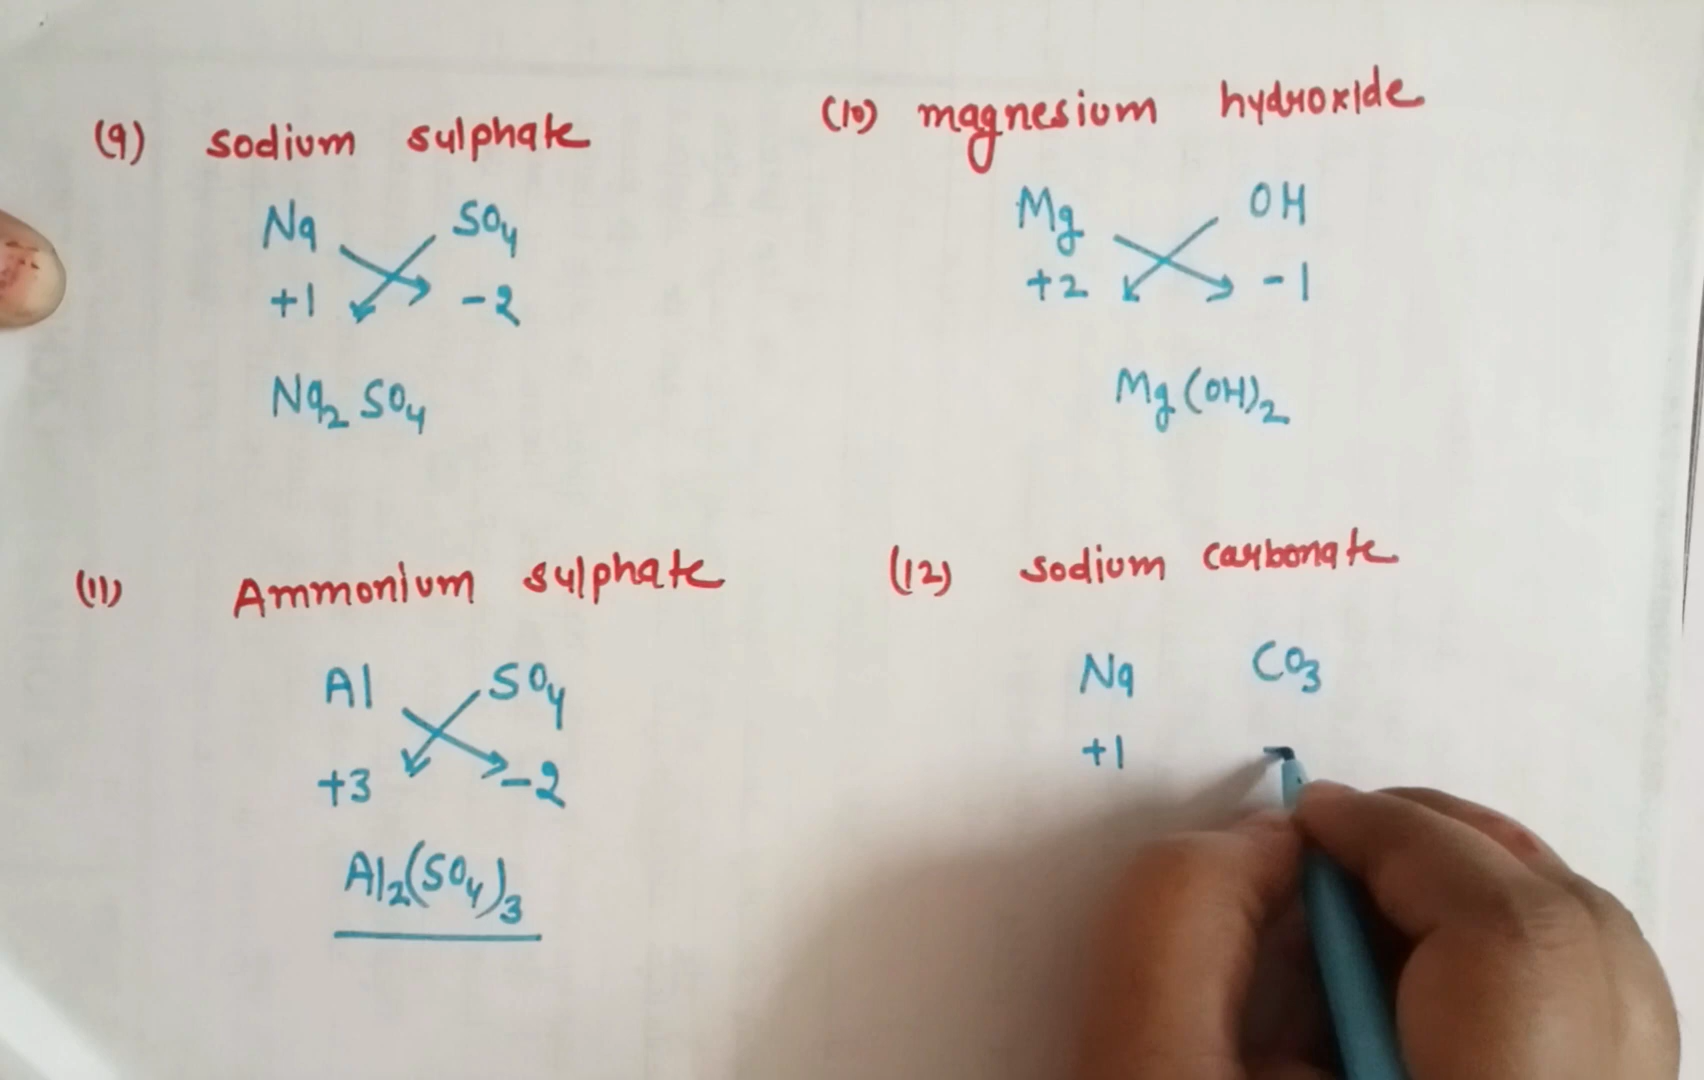 (9) sodium sulphate
Na SO4
+1 -2
Na2 SO4
(10) magnesium hydroxide
Mg OH
+2 -1
Mg (OH)2
(11) Ammonium sulphate
Al SO4
+3 -2
Al2(SO4)3
(12) sodium carbonate
Na CO3
+1